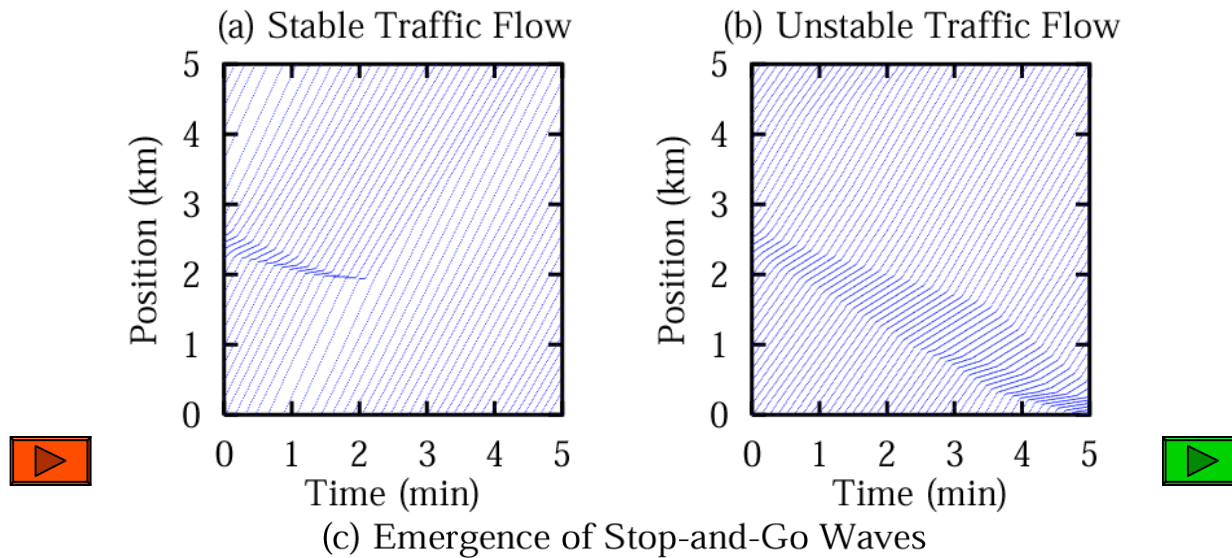 (a) Stable Traffic Flow
(b) Unstable Traffic Flow
5
4
3
2
1
0
Position (km)
0 1 2 3 4 5
Time (min)
5
4
3
2
1
0
Position (km)
0 1 2 3 4 5
Time (min)
(c) Emergence of Stop-and-Go Waves